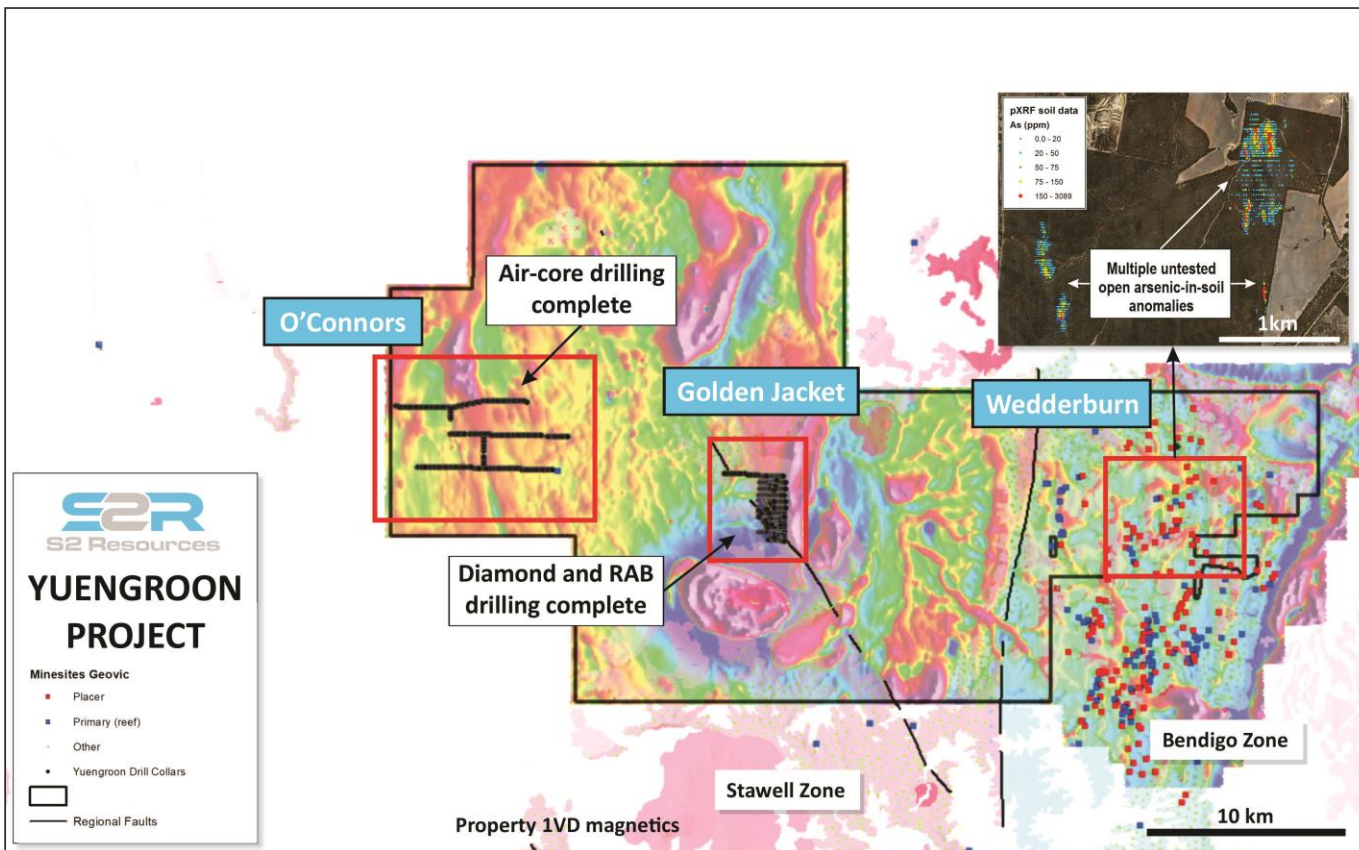 pXRF soil data
As (ppm)
0.0 - 20
20 - 50
50 - 75
75 - 150
150 - 3089
Multiple untested
open arsenic-in-soil
anomalies
1km
Air-core drilling
complete
O'Connors
Golden Jacket
Wedderburn
Diamond and RAB
drilling complete
S2R
S2 Resources
YUENGROON
PROJECT
Minesites Geovic
Placer
Primary (reef)
Other
Yuengroon Drill Collars
Regional Faults
Bendigo Zone
Stawell Zone
Property 1VD magnetics
10 km